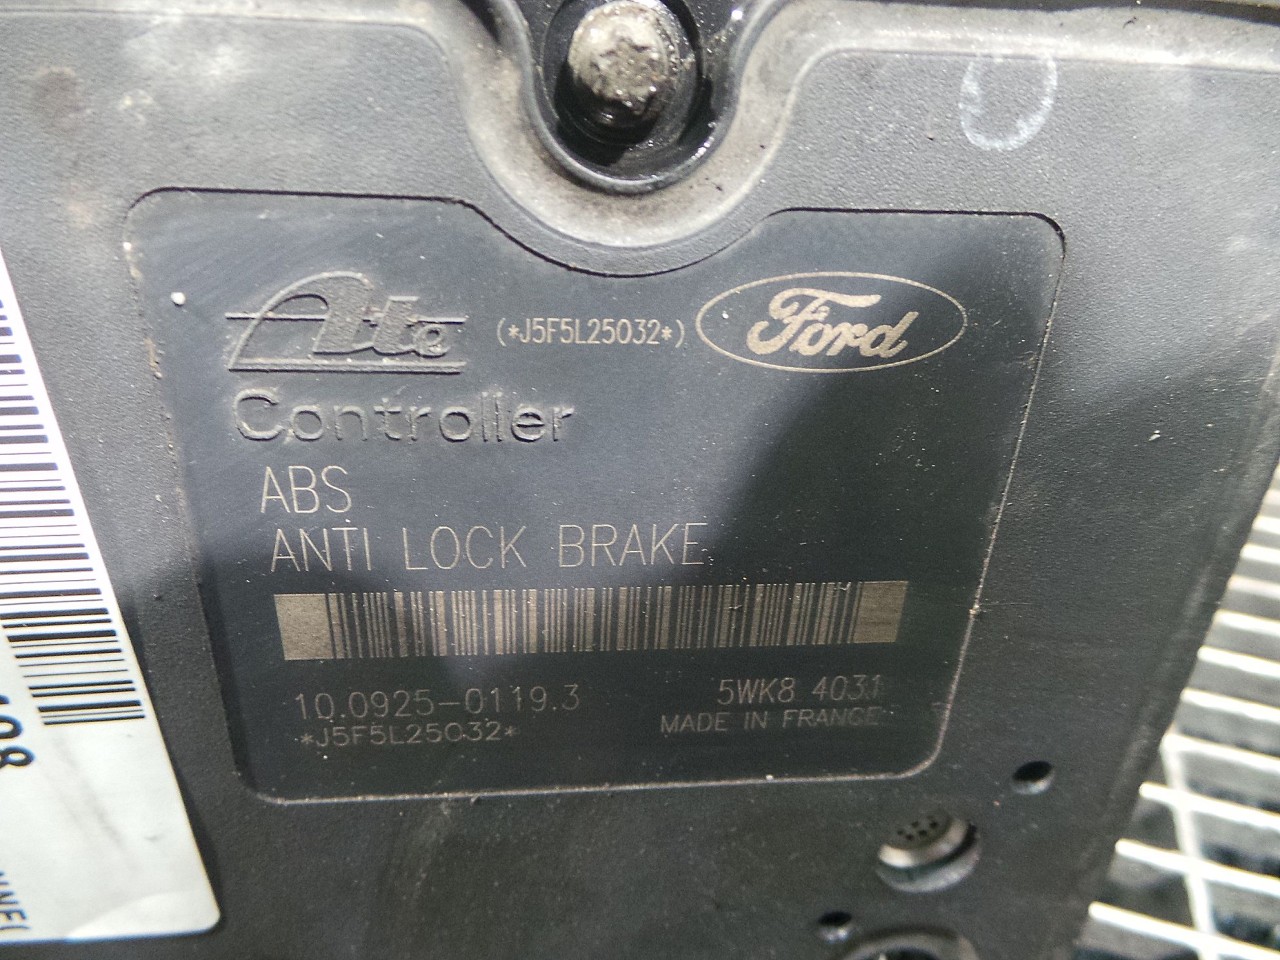 Ate
(*J5F5L25032*)
Ford
Controller
ABS
ANTI LOCK BRAKE
10.0925-0119.3
5WK8 4031
*J5F5L25032*
MADE IN FRANCE